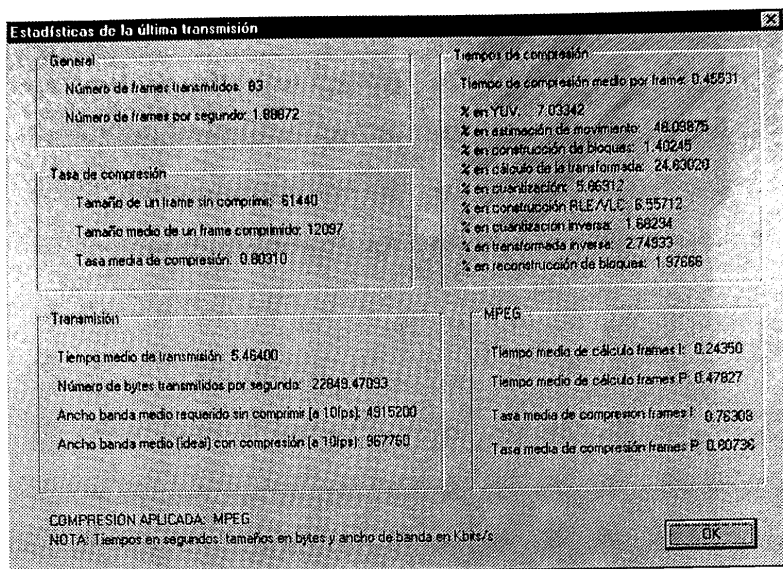 Estadísticas de la última transmisión
General
Número de frames transmitidos: 83
Número de frames por segundo: 1.88872
Tasa de compresión
Tamaño de un frame sin comprimir: 61440
Tamaño medio de un frame comprimido: 12097
Tasa media de compresión: 0.80310
Tiempos de compresión
Tiempo de compresión medio por frame: 0.45531
% en YUV: 7.03342
% en estimación de movimiento: 48.09875
% en construcción de bloques: 1.40245
% en cálculo de la transformada: 24.63020
% en cuantización: 5.86312
% en construcción RLE/VLC: 6.55712
% en cuantización inversa: 1.68234
% en transformada inversa: 2.74933
% en reconstrucción de bloques: 1.97666
Transmisión
Tiempo medio de transmisión: 5.46400
Número de bytes transmitidos por segundo: 22849.47093
Ancho banda medio requerido sin comprimir (a 10fps): 4915200
Ancho banda medio (ideal) con compresión (a 10fps): 967760
MPEG
Tiempo medio de cálculo frames I: 0.24350
Tiempo medio de cálculo frames P: 0.47827
Tasa media de compresion frames I: 0.76308
Tasa media de compresión frames P: 0.80736
COMPRESION APLICADA: MPEG
NOTA: Tiempos en segundos; tamaños en bytes y ancho de banda en Kbits/s
OK